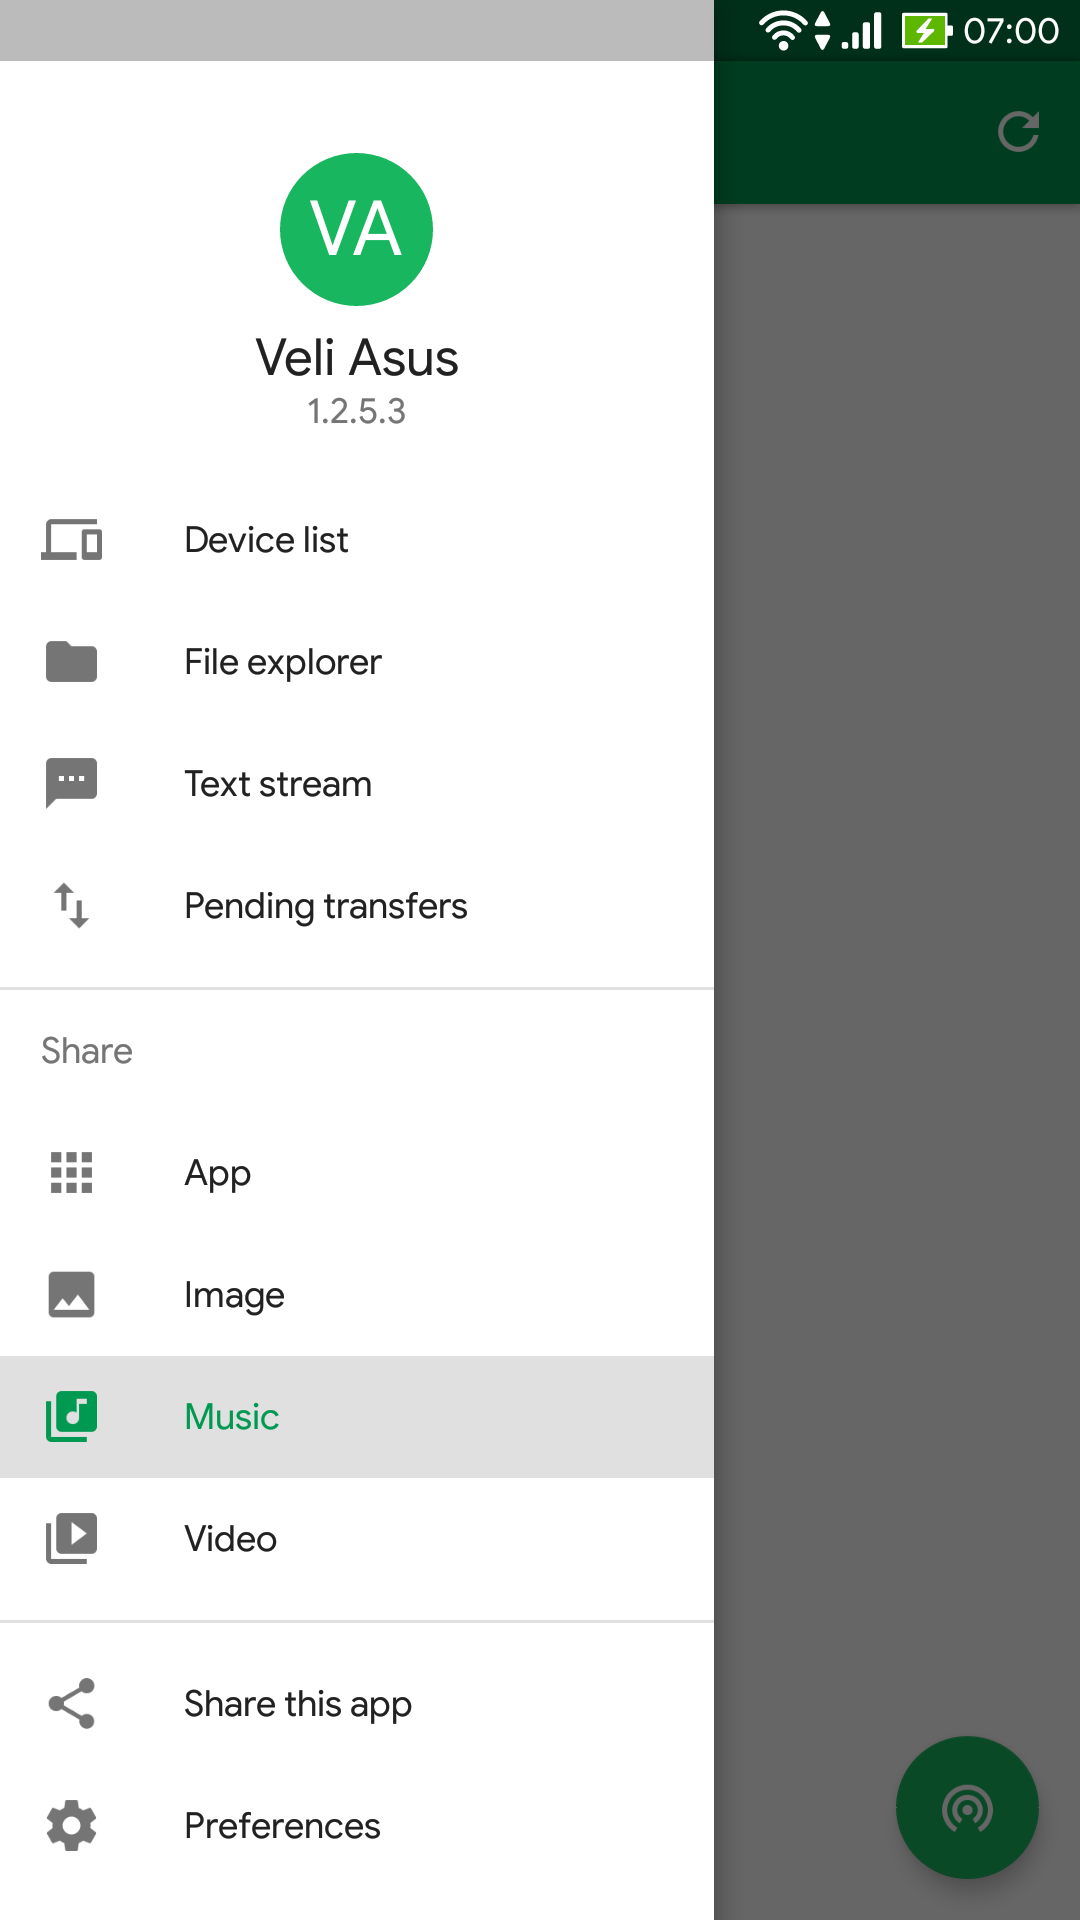 07:00
VA
Veli Asus
1.2.5.3
Device list
File explorer
Text stream
Pending transfers
Share
App
Image
Music
Video
Share this app
Preferences